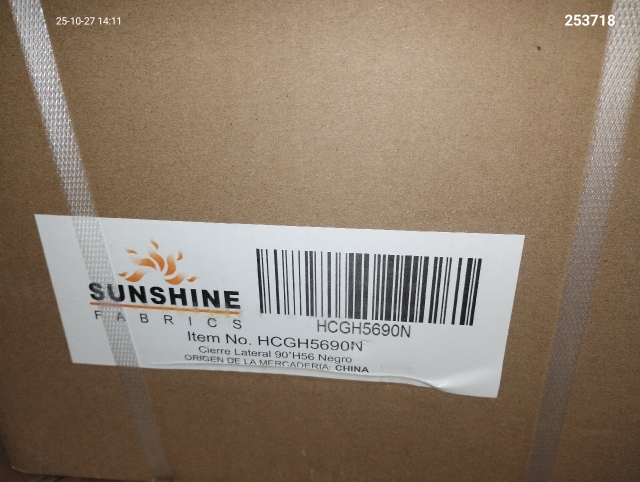 25-10-27 14:11
253718
SUNSHINE
FABRICS
HCGH5690N
Item No. HCGH5690N
Cierre Lateral 90°H56 Negro
ORIGEN DE LA MERCADERIA: CHINA